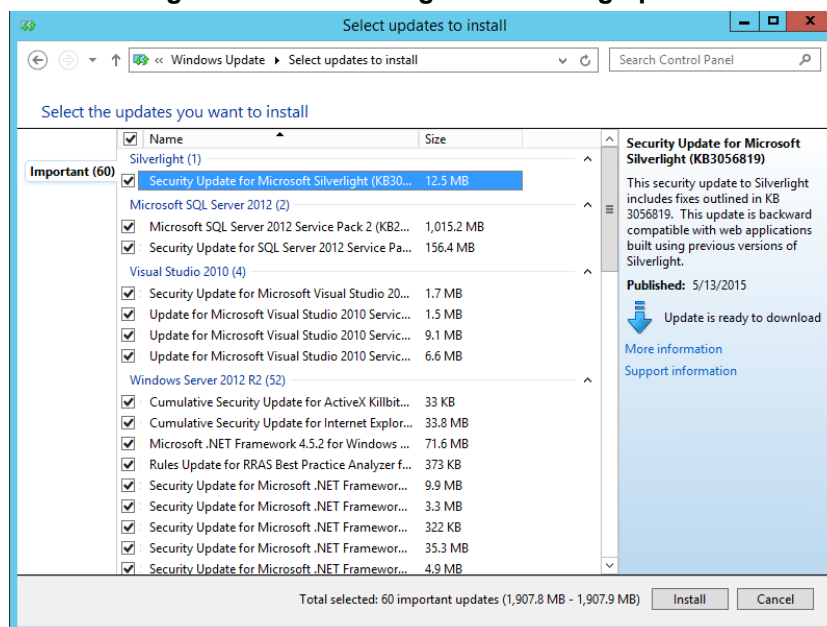 Select updates to install
Windows Update Select updates to install
Search Control Panel
Select the updates you want to install
Important (60)
Name Size
Silverlight (1)
Security Update for Microsoft Silverlight (KB30... 12.5 MB
Microsoft SQL Server 2012 (2)
Microsoft SQL Server 2012 Service Pack 2 (KB2... 1,015.2 MB
Security Update for SQL Server 2012 Service Pa... 156.4 MB
Visual Studio 2010 (4)
Security Update for Microsoft Visual Studio 20... 1.7 MB
Update for Microsoft Visual Studio 2010 Servic... 1.5 MB
Update for Microsoft Visual Studio 2010 Servic... 9.1 MB
Update for Microsoft Visual Studio 2010 Servic... 6.6 MB
Windows Server 2012 R2 (52)
Cumulative Security Update for ActiveX Killbit... 33 KB
Cumulative Security Update for Internet Explor... 33.8 MB
Microsoft .NET Framework 4.5.2 for Windows ... 71.6 MB
Rules Update for RRAS Best Practice Analyzer f... 373 KB
Security Update for Microsoft .NET Framewor... 9.9 MB
Security Update for Microsoft .NET Framewor... 3.3 MB
Security Update for Microsoft .NET Framewor... 322 KB
Security Update for Microsoft .NET Framewor... 35.3 MB
Security Update for Microsoft .NET Framewor... 4.9 MB
Security Update for Microsoft
Silverlight (KB3056819)
This security update to Silverlight
includes fixes outlined in KB
3056819. This update is backward
compatible with web applications
built using previous versions of
Silverlight.
Published: 5/13/2015
Update is ready to download
More information
Support information
Total selected: 60 important updates (1,907.8 MB - 1,907.9 MB)
Install
Cancel